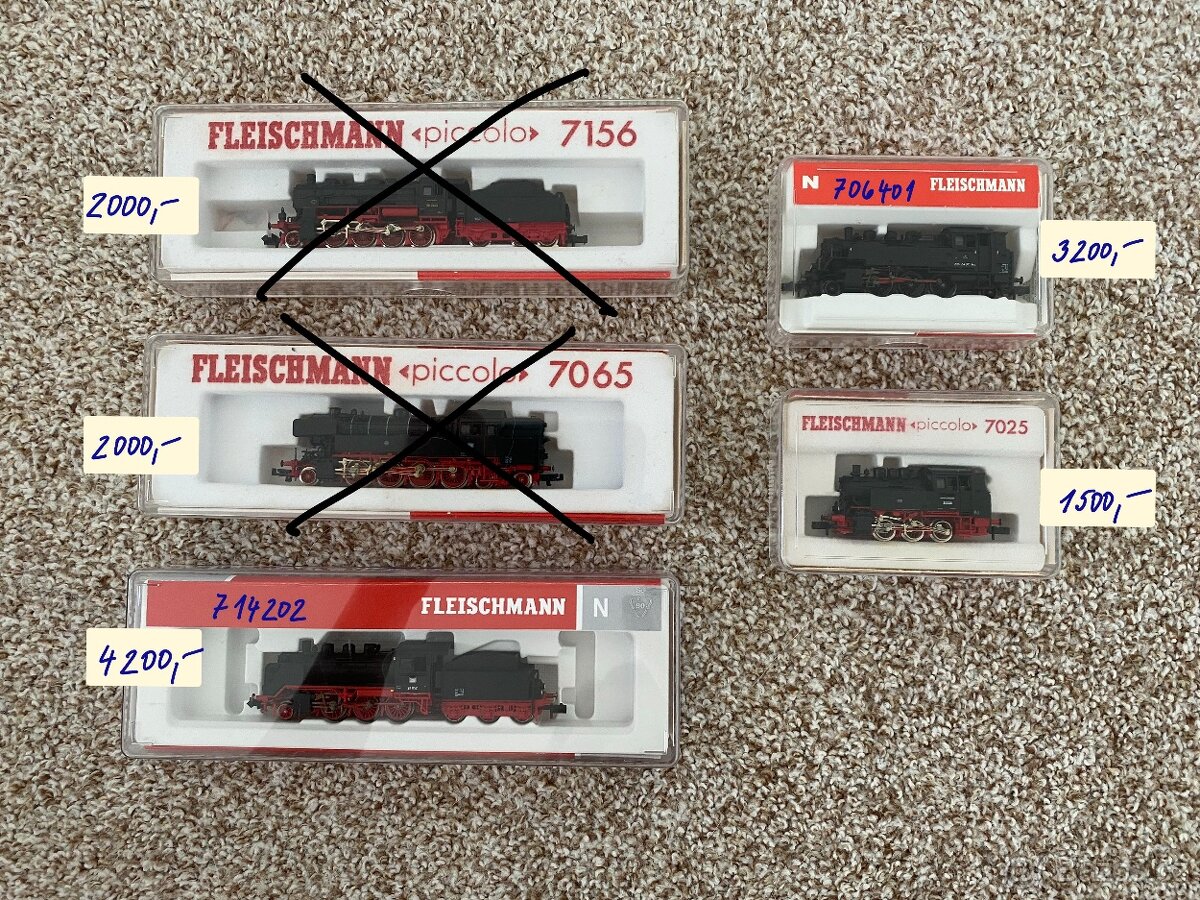 FLEISCHMANN «piccolo» 7156
2000,-
FLEISCHMANN «piccolo» 7065
2000,-
714202 FLEISCHMANN N
4200,-
N 706401 FLEISCHMANN
3200,-
FLEISCHMANN «piccolo» 7025
1500,-